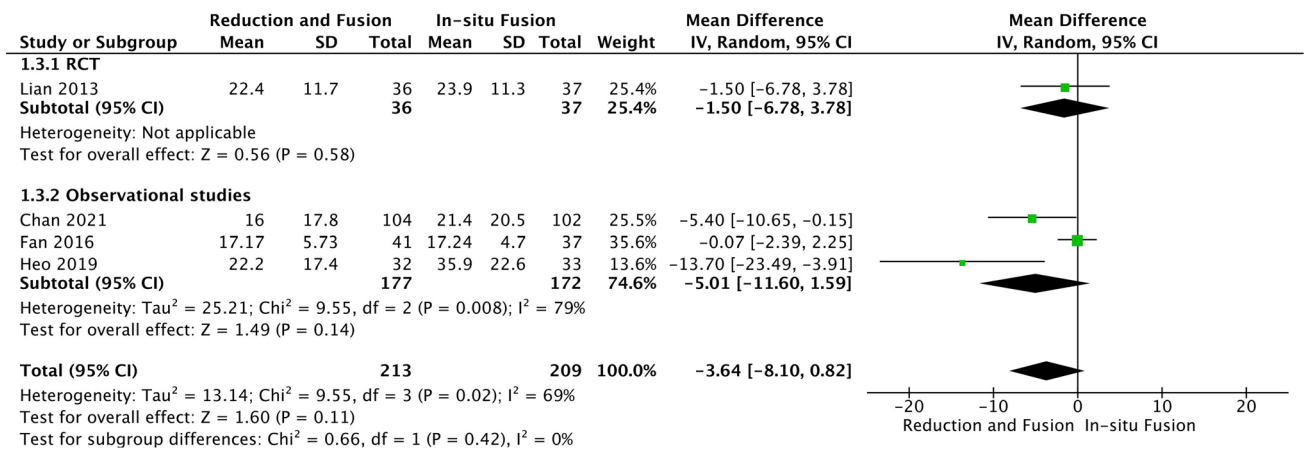 Reduction and Fusion In-situ Fusion Mean Difference Mean Difference
Study or Subgroup Mean SD Total Mean SD Total Weight IV, Random, 95% CI IV, Random, 95% CI
1.3.1 RCT
Lian 2013 22.4 11.7 36 23.9 11.3 37 25.4% −1.50 [−6.78, 3.78]
Subtotal (95% CI) 36 37 25.4% −1.50 [−6.78, 3.78]
Heterogeneity: Not applicable
Test for overall effect: Z = 0.56 (P = 0.58)
1.3.2 Observational studies
Chan 2021 16 17.8 104 21.4 20.5 102 25.5% −5.40 [−10.65, −0.15]
Fan 2016 17.17 5.73 41 17.24 4.7 37 35.6% −0.07 [−2.39, 2.25]
Heo 2019 22.2 17.4 32 35.9 22.6 33 13.6% −13.70 [−23.49, −3.91]
Subtotal (95% CI) 177 172 74.6% −5.01 [−11.60, 1.59]
Heterogeneity: Tau² = 25.21; Chi² = 9.55, df = 2 (P = 0.008); I² = 79%
Test for overall effect: Z = 1.49 (P = 0.14)
Total (95% CI) 213 209 100.0% −3.64 [−8.10, 0.82]
Heterogeneity: Tau² = 13.14; Chi² = 9.55, df = 3 (P = 0.02); I² = 69%
−20 −10 0 10 20
Test for overall effect: Z = 1.60 (P = 0.11)
Reduction and Fusion In-situ Fusion
Test for subgroup differences: Chi² = 0.66, df = 1 (P = 0.42), I² = 0%